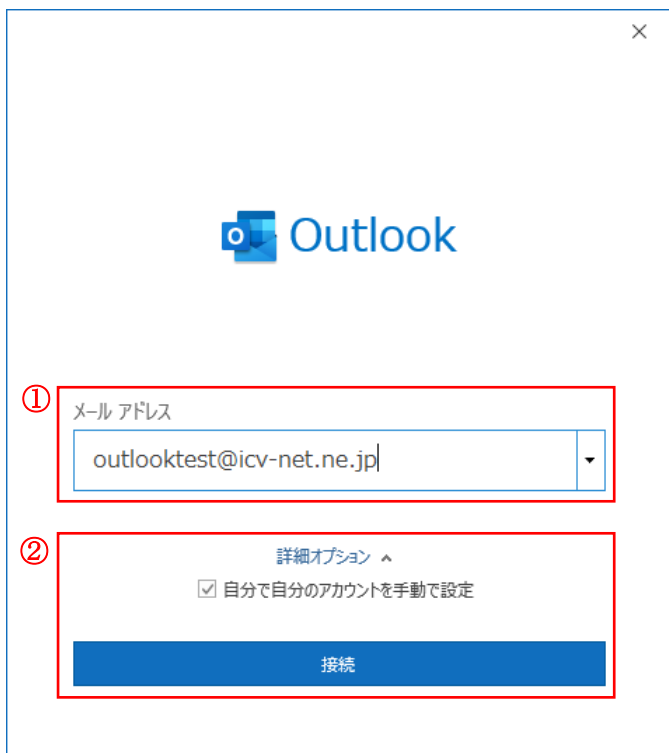 Outlook
①
メール アドレス
outlooktest@icv-net.ne.jp
②
詳細オプション
自分で自分のアカウントを手動で設定
接続